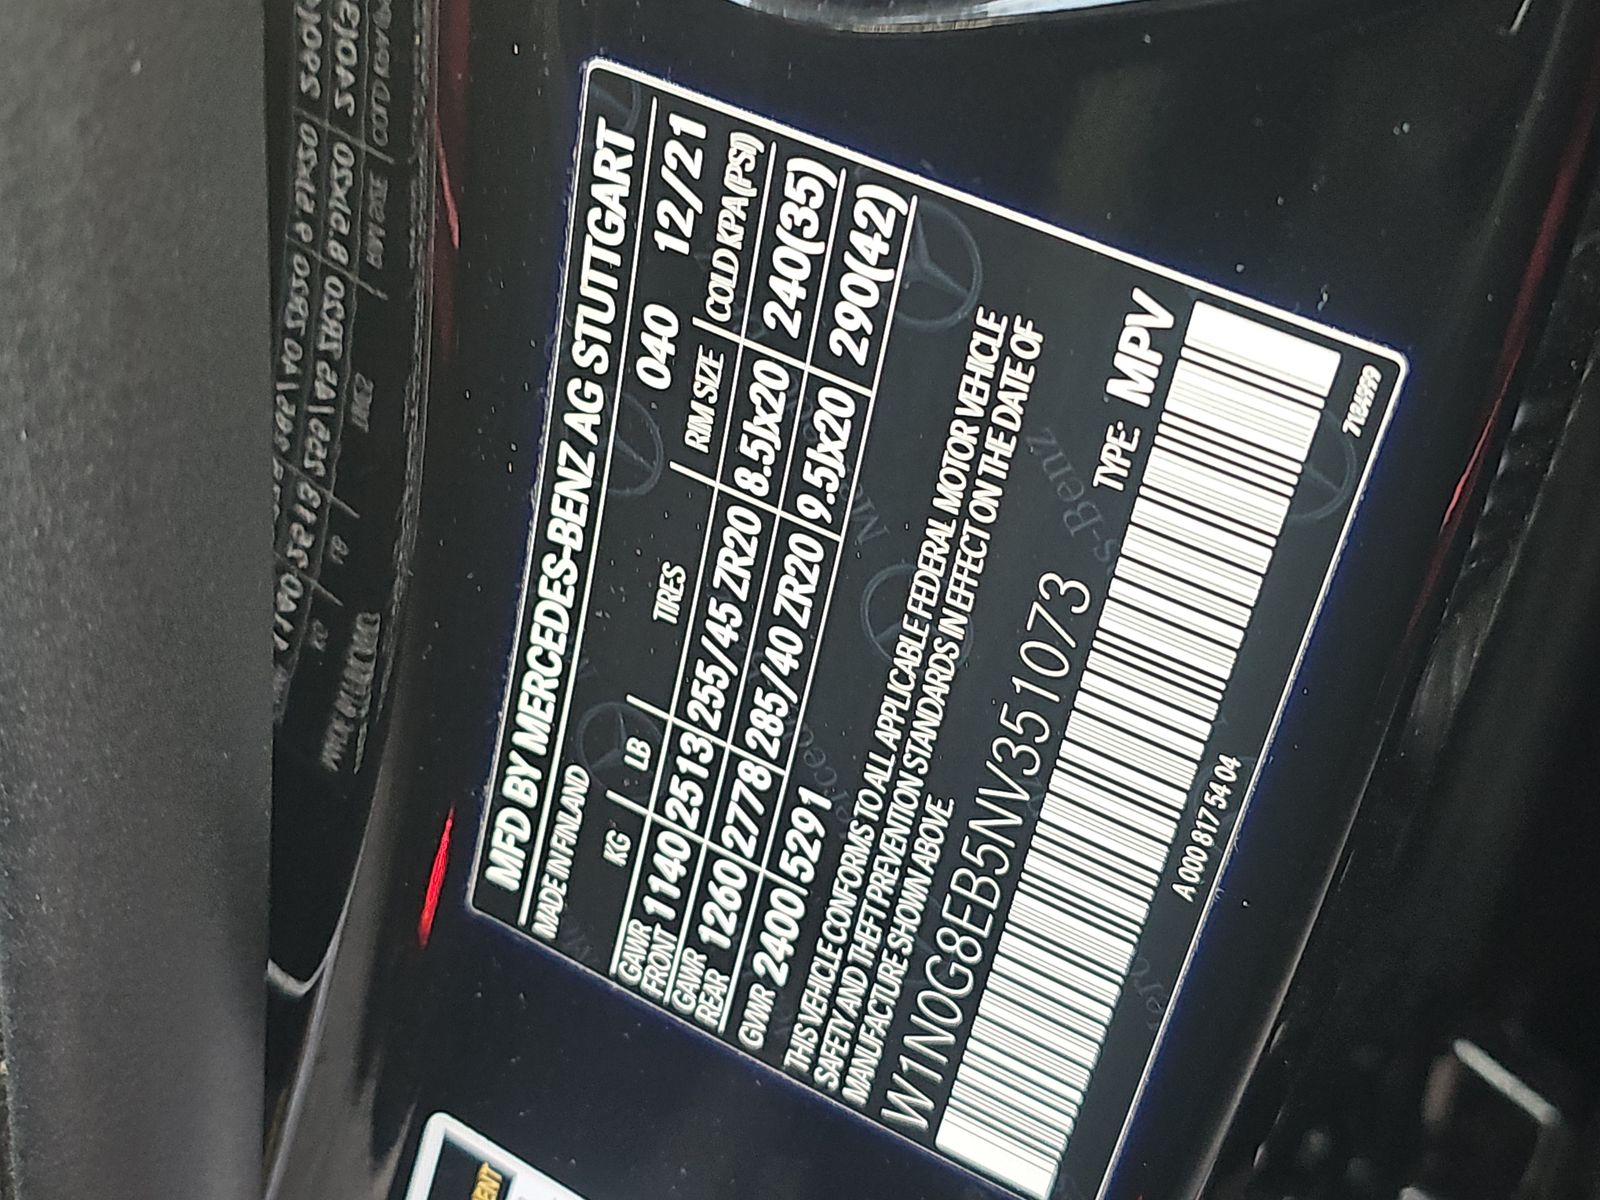 MFD BY MERCEDES-BENZ AG STUTTGART
MADE IN FINLAND 040 12/21
KG LB TIRES RIM SIZE COLD KPA(PSI)
GAWR FRONT 1140 2513 255/45 ZR20 8.5Jx20 240(35)
GAWR REAR 1260 2778 285/40 ZR20 9.5Jx20 290(42)
GWR 2400 5291
THIS VEHICLE CONFORMS TO ALL APPLICABLE FEDERAL MOTOR VEHICLE
SAFETY AND THEFT PREVENTION STANDARDS IN EFFECT ON THE DATE OF
MANUFACTURE SHOWN ABOVE.
W1N0G8EB5NV351073 TYPE: MPV
A 000 817 54 04 7184999